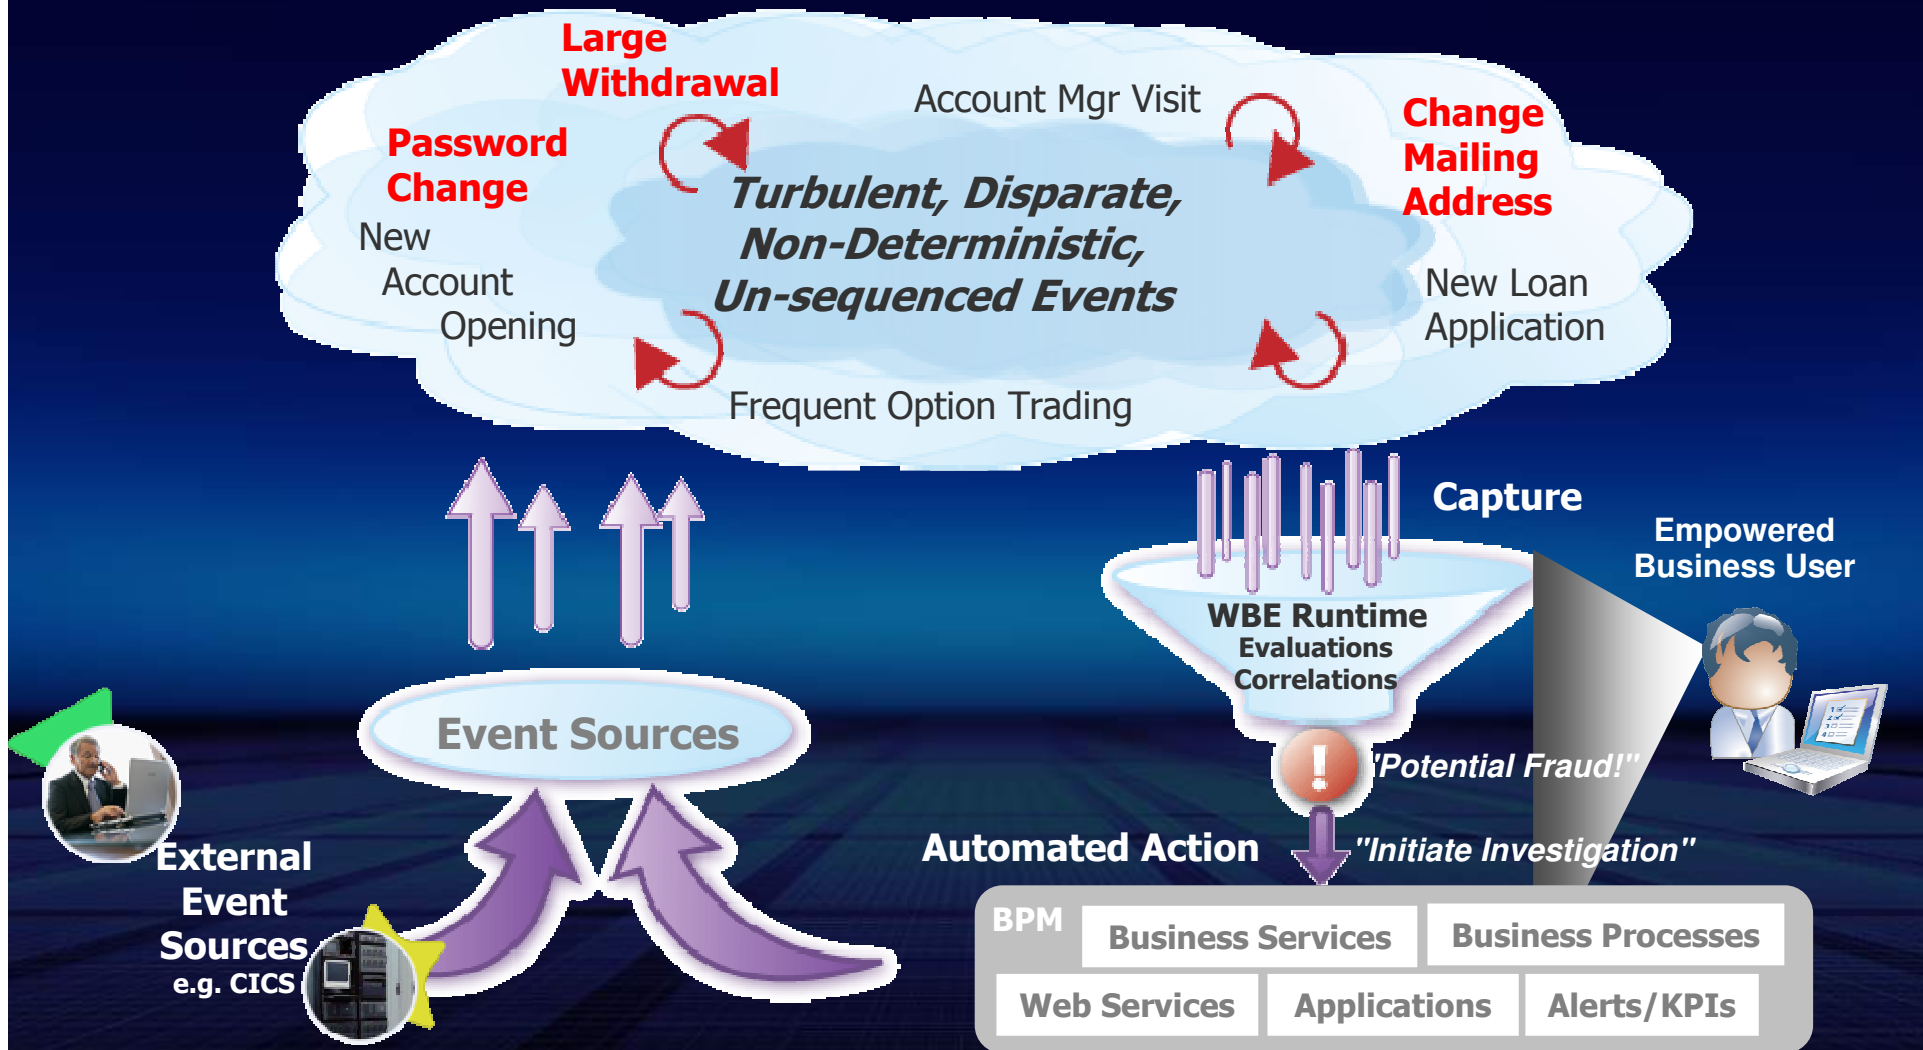 Large
Withdrawal
Account Mgr Visit
Change
Mailing
Address
Password
Change
Turbulent, Disparate,
Non-Deterministic,
Un-sequenced Events
New
Account
Opening
New Loan
Application
Frequent Option Trading
Capture
Empowered
Business User
WBE Runtime
Evaluations
Correlations
Event Sources
"Potential Fraud!"
Automated Action
"Initiate Investigation"
External
Event
Sources
e.g. CICS
BPM
Business Services
Business Processes
Web Services
Applications
Alerts/KPIs